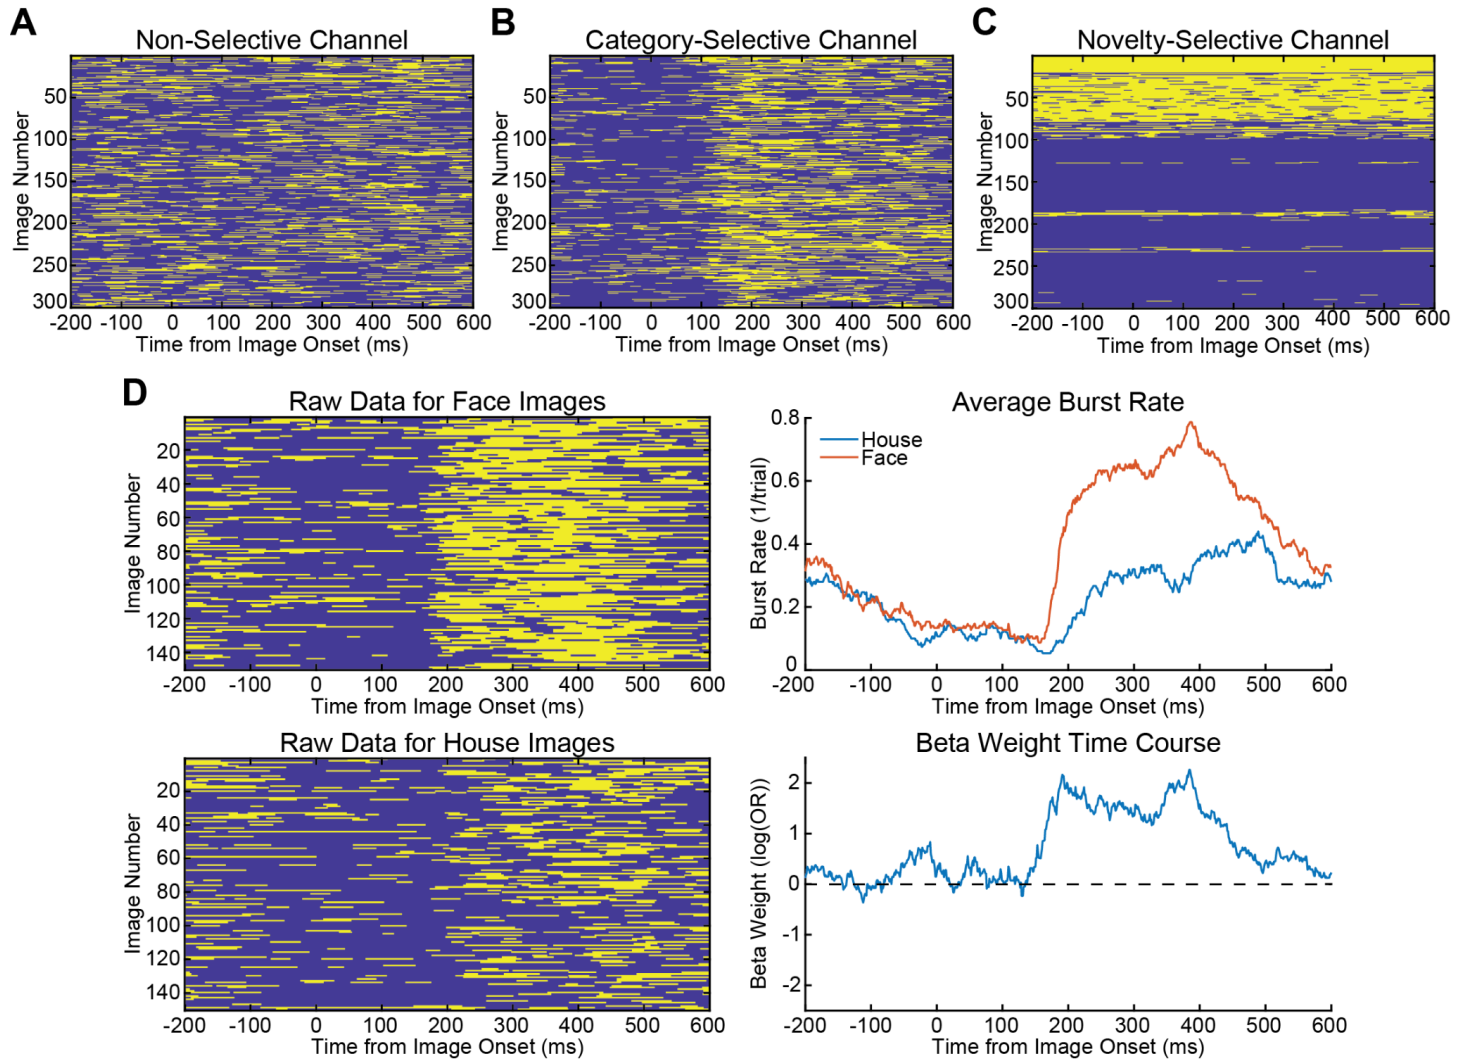 A
Non-Selective Channel
Image Number
50
100
150
200
250
300
-200 -100 0 100 200 300 400 500 600
Time from Image Onset (ms)
B
Category-Selective Channel
Image Number
50
100
150
200
250
300
-200 -100 0 100 200 300 400 500 600
Time from Image Onset (ms)
C
Novelty-Selective Channel
Image Number
50
100
150
200
250
300
-200 -100 0 100 200 300 400 500 600
Time from Image Onset (ms)
D
Raw Data for Face Images
Image Number
20
40
60
80
100
120
140
-200 -100 0 100 200 300 400 500 600
Time from Image Onset (ms)
Average Burst Rate
Burst Rate (1/trial)
0.8
0.6
0.4
0.2
0
House
Face
-200 -100 0 100 200 300 400 500 600
Time from Image Onset (ms)
Raw Data for House Images
Image Number
20
40
60
80
100
120
140
-200 -100 0 100 200 300 400 500 600
Time from Image Onset (ms)
Beta Weight Time Course
Beta Weight (log(OR))
2
1
0
-1
-2
-200 -100 0 100 200 300 400 500 600
Time from Image Onset (ms)